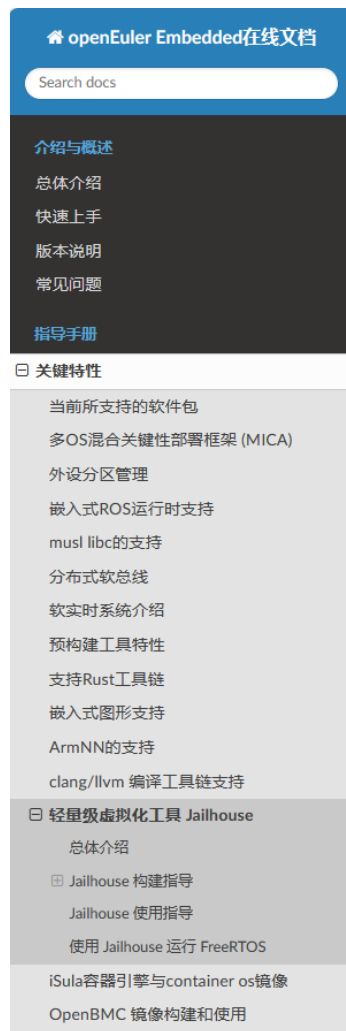 openEuler Embedded在线文档
Search docs
介绍与概述
总体介绍
快速上手
版本说明
常见问题
指导手册
关键特性
当前所支持的软件包
多OS混合关键性部署框架 (MICA)
外设分区管理
嵌入式ROS运行时支持
musl libc的支持
分布式软总线
软实时系统介绍
预构建工具特性
支持Rust工具链
嵌入式图形支持
ArmNN的支持
clang/llvm 编译工具链支持
轻量级虚拟化工具 Jailhouse
总体介绍
Jailhouse 构建指导
Jailhouse 使用指导
使用 Jailhouse 运行 FreeRTOS
iSula容器引擎与container os镜像
OpenBMC 镜像构建和使用